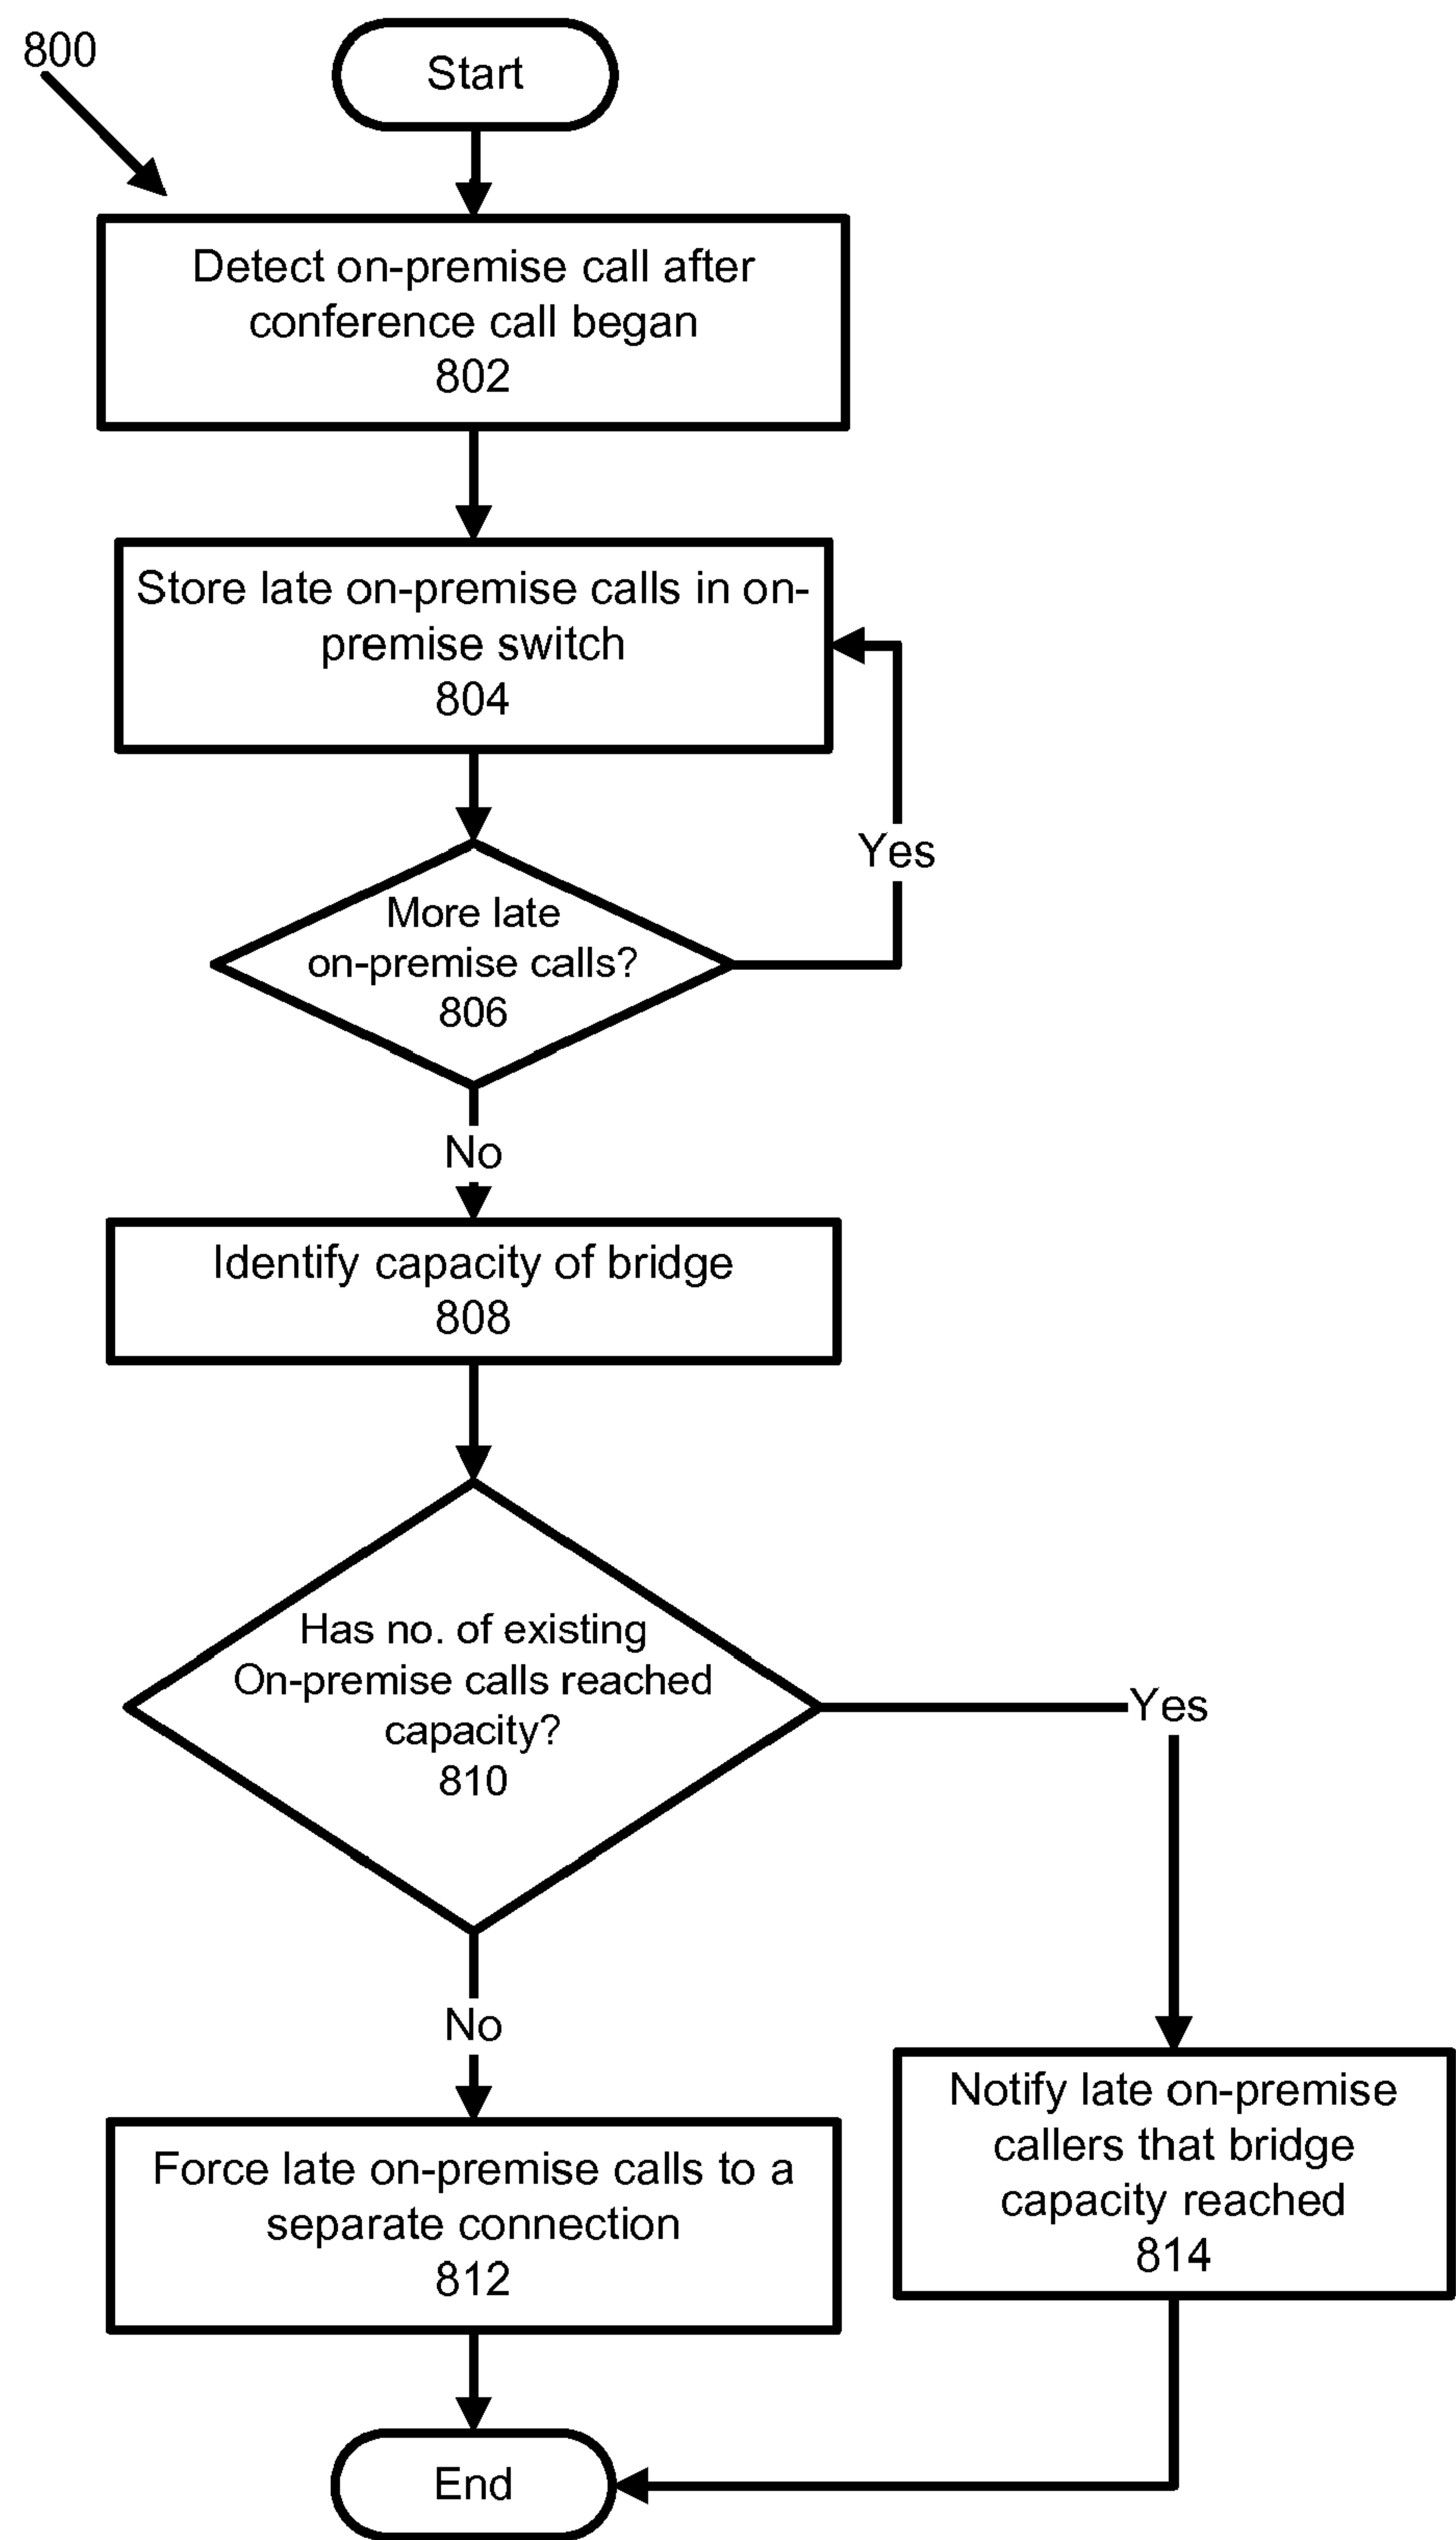 800
Start
Detect on-premise call after
conference call began
802
Store late on-premise calls in on-
premise switch
804
Yes
More late
on-premise calls?
806
No
Identify capacity of bridge
808
Has no. of existing
On-premise calls reached
capacity?
810
Yes
No
Notify late on-premise
callers that bridge
capacity reached
814
Force late on-premise calls to a
separate connection
812
End